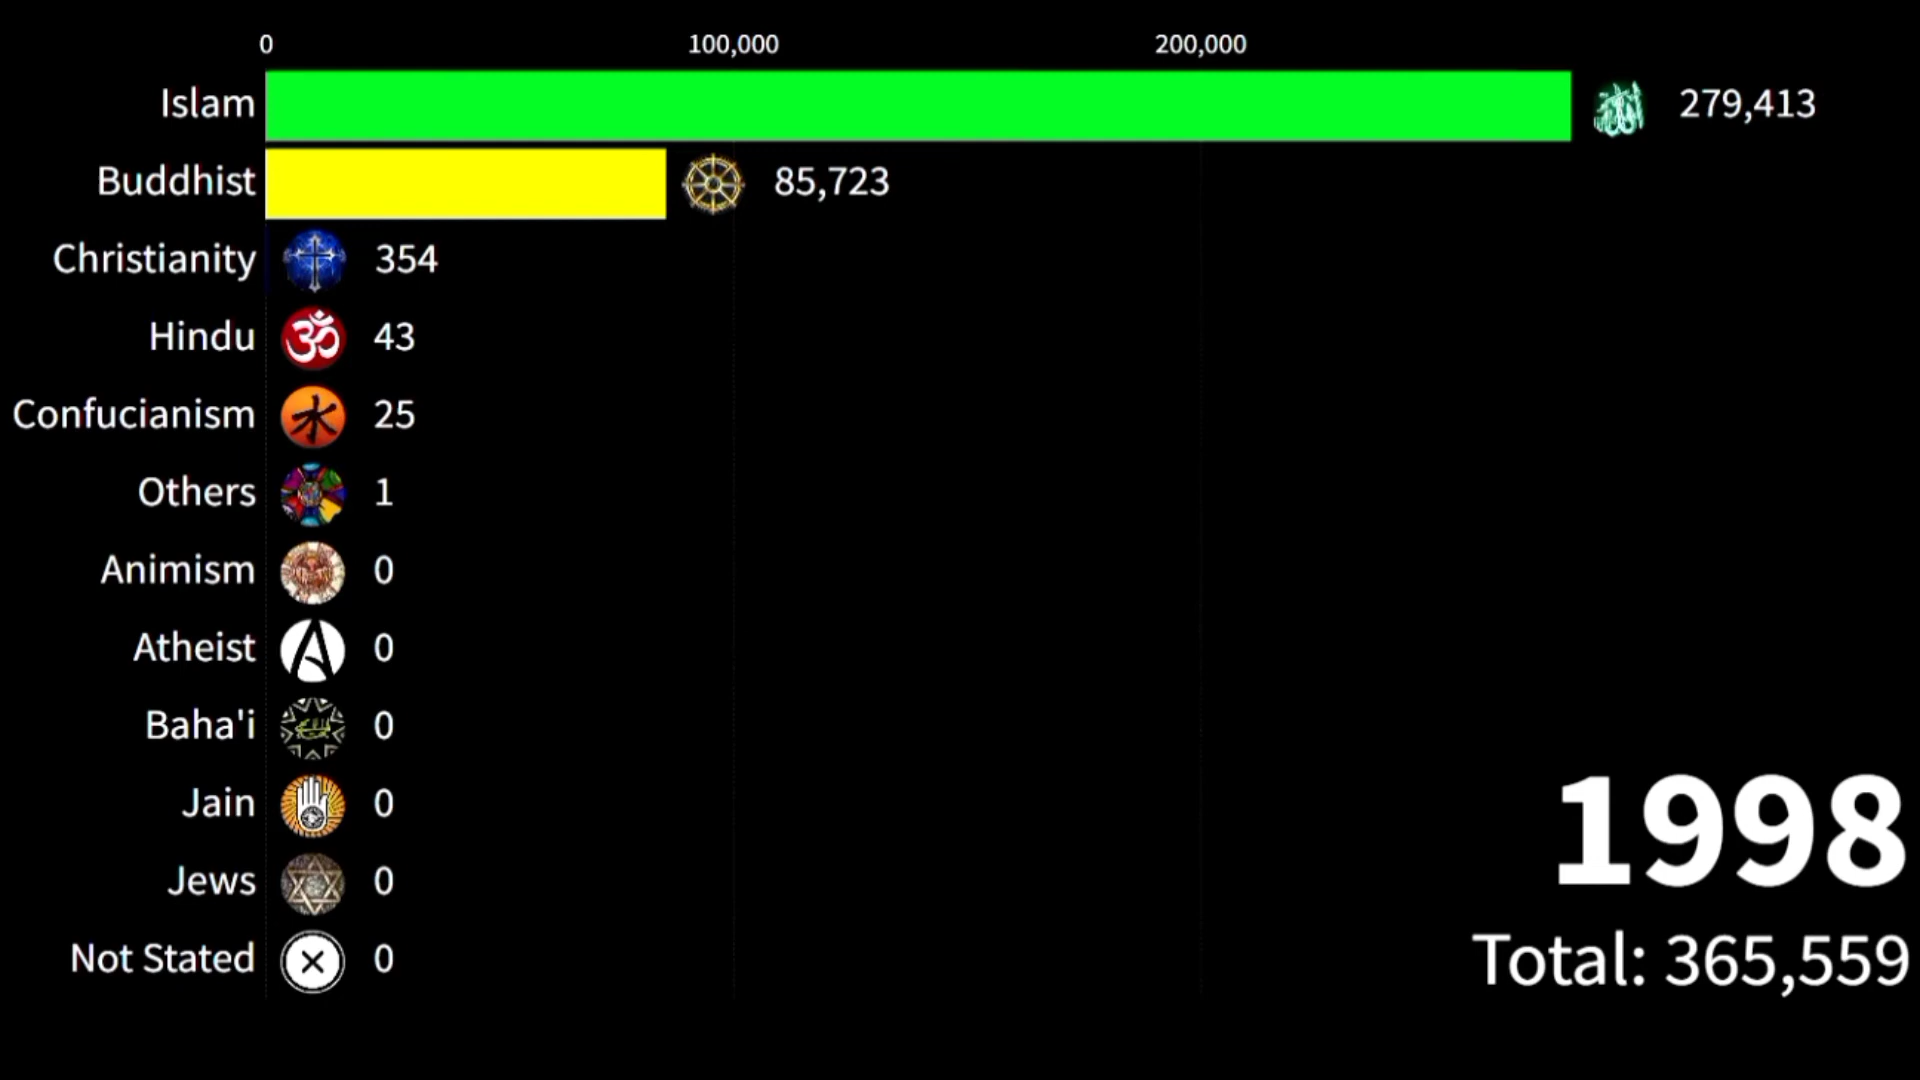 0 100,000 200,000
Islam 279,413
Buddhist 85,723
Christianity 354
Hindu 43
Confucianism 25
Others 1
Animism 0
Atheist 0
Baha'i 0
Jain 0
Jews 0
Not Stated 0
1998
Total: 365,559